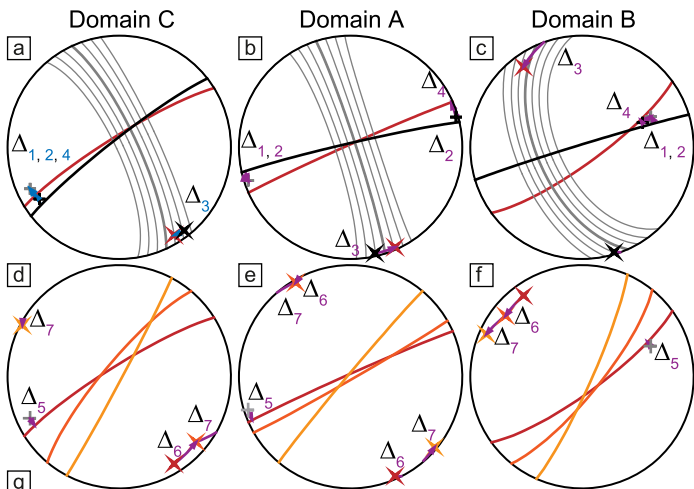 Domain C
Domain A
Domain B
a
b
c
Δ3
Δ4
Δ4
Δ1, 2, 4
Δ1, 2
Δ2
Δ1, 2
Δ3
Δ3
d
e
f
Δ7
Δ6
Δ7
Δ6
Δ7
Δ5
Δ5
Δ5
Δ7
Δ6
Δ7
Δ6
g